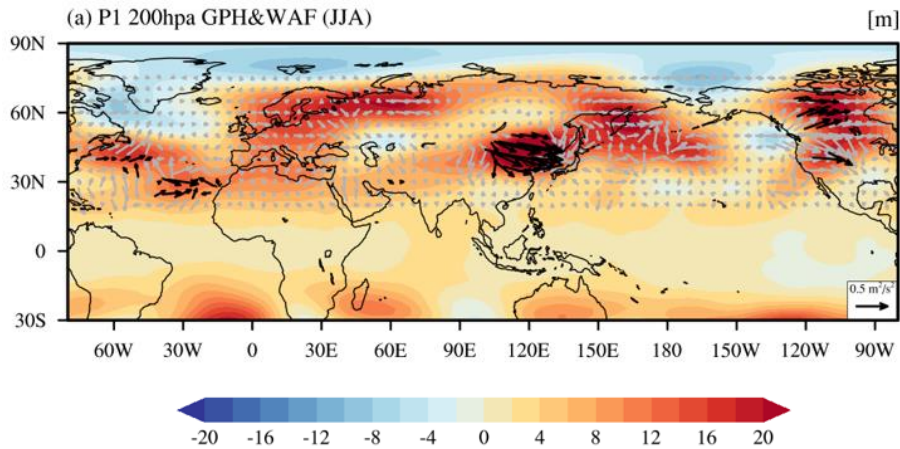 (a) P1 200hpa GPH&WAF (JJA) [m]
90N
60N
30N
0
30S
0.5 m²/s²
60W 30W 0 30E 60E 90E 120E 150E 180 150W 120W 90W
-20 -16 -12 -8 -4 0 4 8 12 16 20